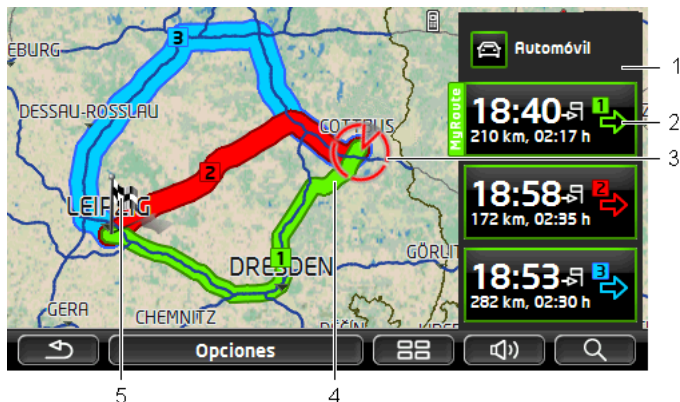 EBURG
3
DESSAU-ROSSLAU
COTTBUS
2
LEIPZIG
DRESDEN
1
GÖRLIT
GERA
CHEMNITZ
Automóvil
MyRoute
18:40
1
210 km, 02:17 h
18:58
2
172 km, 02:35 h
18:53
3
282 km, 02:30 h
Opciones
1
2
3
4
5